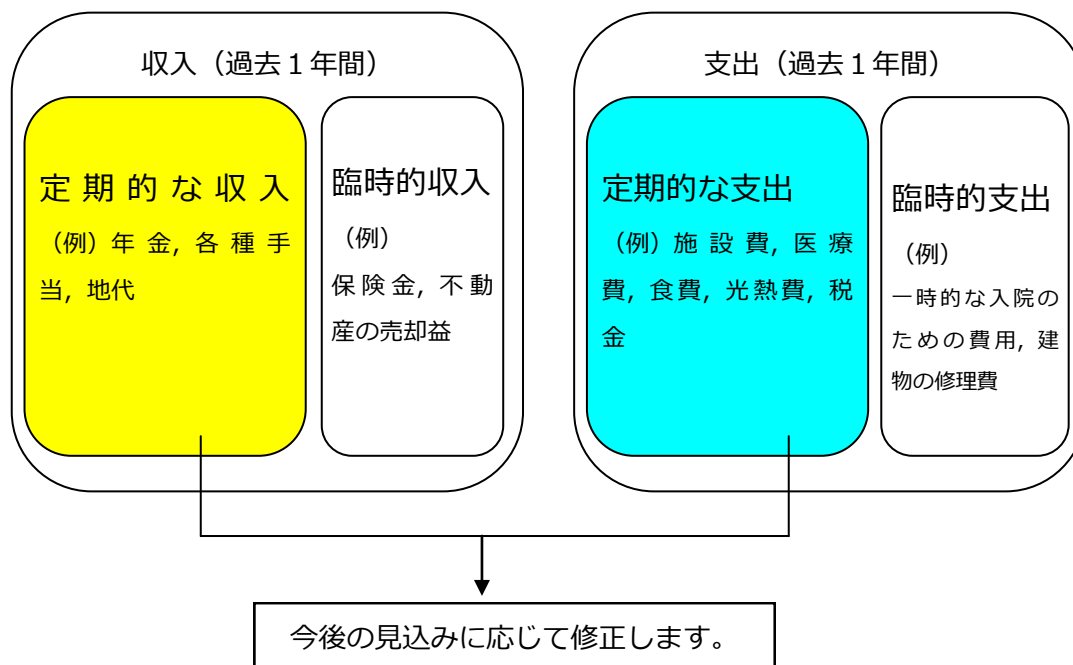 収入（過去１年間）
定期的な収入
（例）年金，各種手
当，地代
臨時的収入
（例）
保険金，不動
産の売却益
支出（過去１年間）
定期的な支出
（例）施設費，医療
費，食費，光熱費，税
金
臨時的支出
（例）
一時的な入院の
ための費用，建
物の修理費
今後の見込みに応じて修正します。